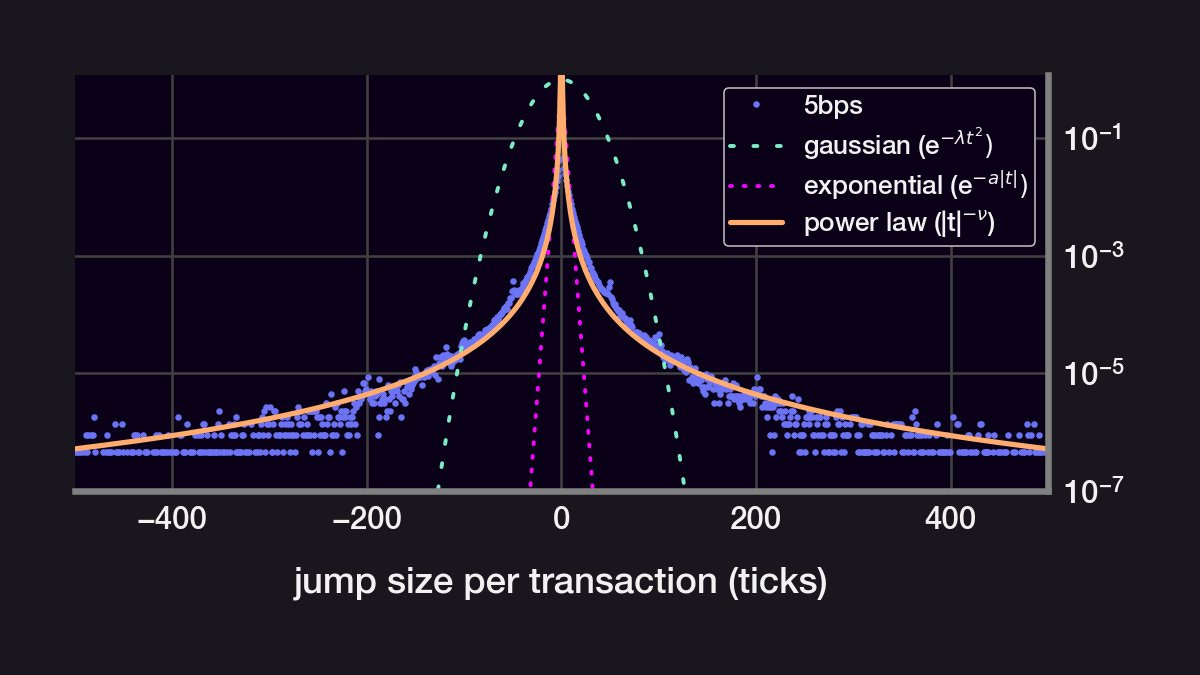 5bps
gaussian (e^{−λt^2})
exponential (e^{−a|t|})
power law (|t|^{−ν})
10^{−1}
10^{−3}
10^{−5}
10^{−7}
−400 −200 0 200 400
jump size per transaction (ticks)